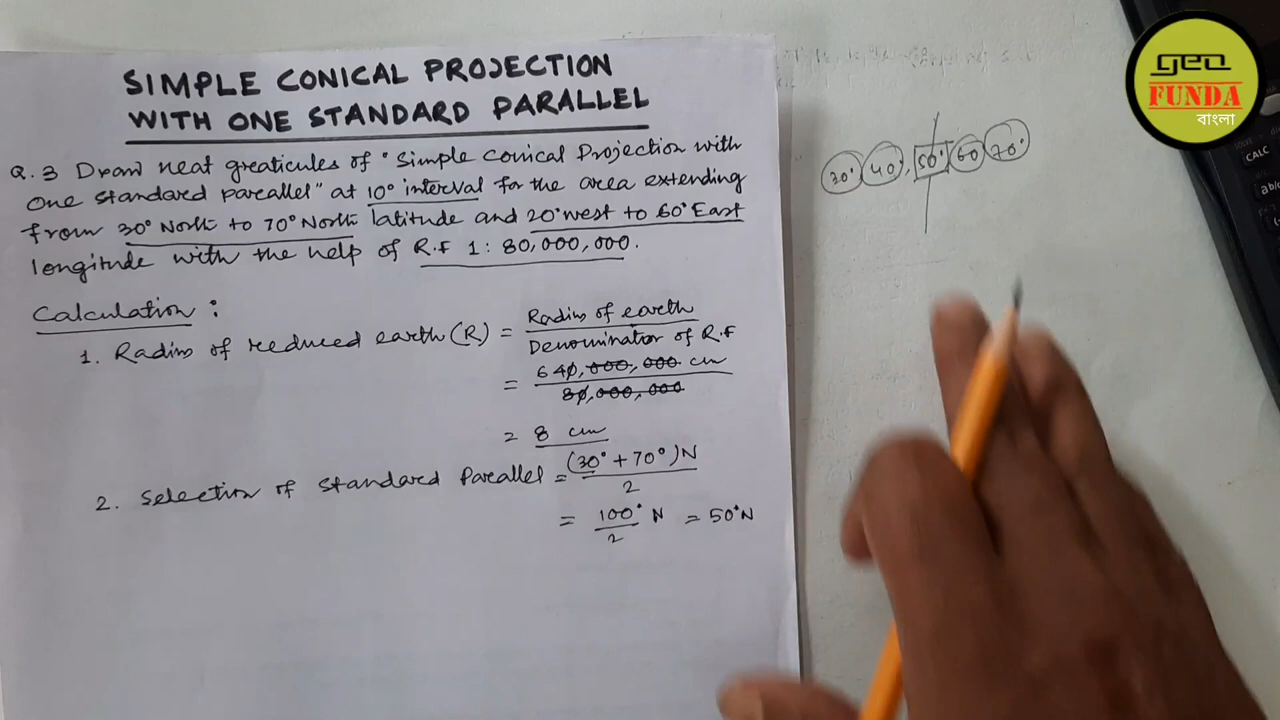 SIMPLE CONICAL PROJECTION
WITH ONE STANDARD PARALLEL
Q.3 Draw neat greaticules of "Simple Conical Projection with
One standard parallel" at 10° interval for the area extending
from 30° North to 70° North latitude and 20° west to 60° East
longitude with the help of R.F 1: 80,000,000.
Calculation :
1. Radius of reduced earth (R) = Radius of earth
Denominator of R.F
= 640,000,000 cm
80,000,000
= 8 cm
2. Selection of standard Parallel = (30° + 70°)N
2
= 100° N = 50°N
2
30° 40°, 50° 60 70°
geo
FUNDA
বাংলা
CALC